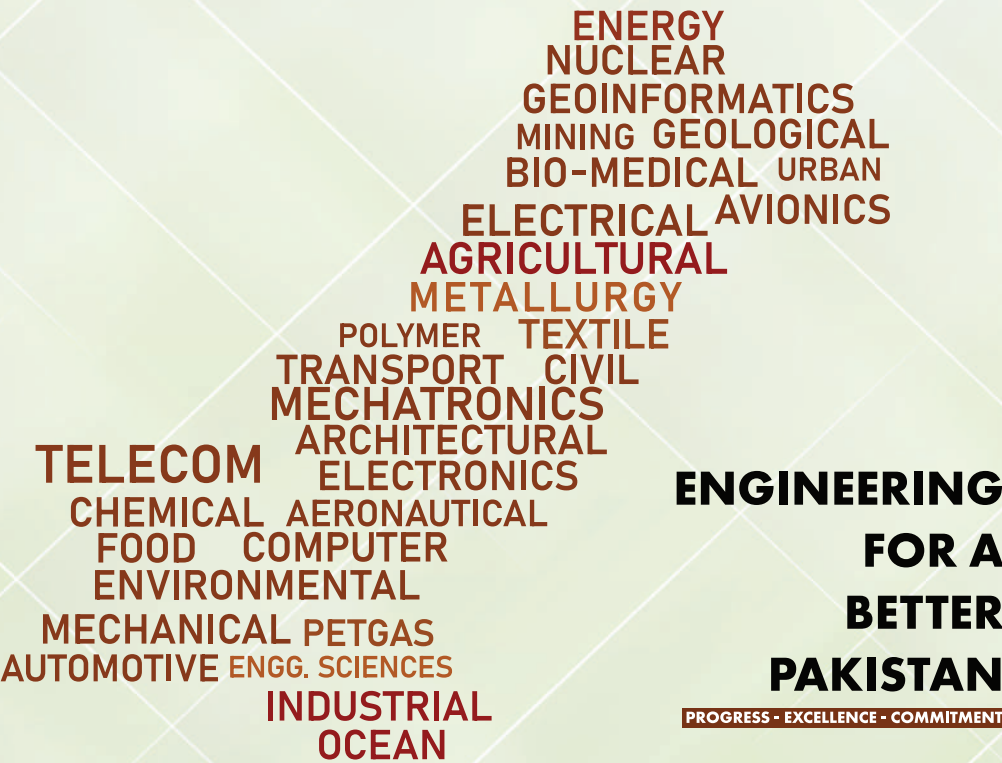 ENERGY
NUCLEAR
GEOINFORMATICS
MINING GEOLOGICAL
BIO-MEDICAL URBAN
ELECTRICAL AVIONICS
AGRICULTURAL
METALLURGY
POLYMER TEXTILE
TRANSPORT CIVIL
MECHATRONICS
ARCHITECTURAL
TELECOM ELECTRONICS
CHEMICAL AERONAUTICAL
FOOD COMPUTER
ENVIRONMENTAL
MECHANICAL PETGAS
AUTOMOTIVE ENGG. SCIENCES
INDUSTRIAL
OCEAN
ENGINEERING
FOR A
BETTER
PAKISTAN
PROGRESS - EXCELLENCE - COMMITMENT